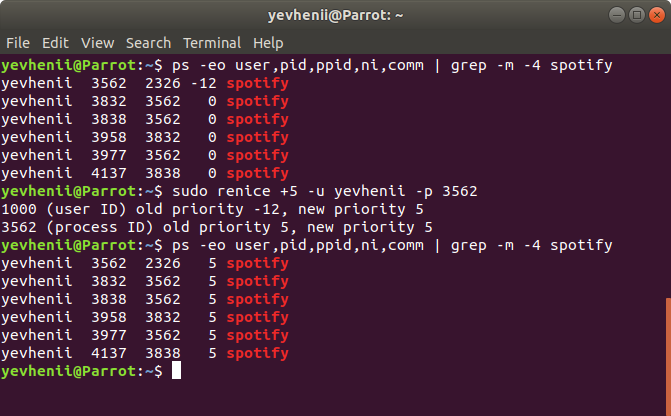 yevhenii@Parrot: ~
File Edit View Search Terminal Help
yevhenii@Parrot:~$ ps -eo user,pid,ppid,ni,comm | grep -m -4 spotify
yevhenii  3562  2326 -12 spotify
yevhenii  3832  3562   0 spotify
yevhenii  3838  3562   0 spotify
yevhenii  3958  3832   0 spotify
yevhenii  3977  3562   0 spotify
yevhenii  4137  3838   0 spotify
yevhenii@Parrot:~$ sudo renice +5 -u yevhenii -p 3562
1000 (user ID) old priority -12, new priority 5
3562 (process ID) old priority 5, new priority 5
yevhenii@Parrot:~$ ps -eo user,pid,ppid,ni,comm | grep -m -4 spotify
yevhenii  3562  2326   5 spotify
yevhenii  3832  3562   5 spotify
yevhenii  3838  3562   5 spotify
yevhenii  3958  3832   5 spotify
yevhenii  3977  3562   5 spotify
yevhenii  4137  3838   5 spotify
yevhenii@Parrot:~$